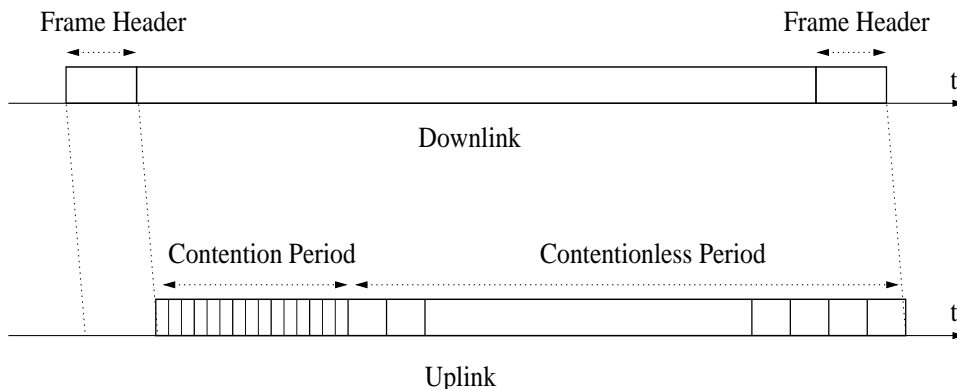 Frame Header
Frame Header
t
Downlink
Contention Period
Contentionless Period
t
Uplink